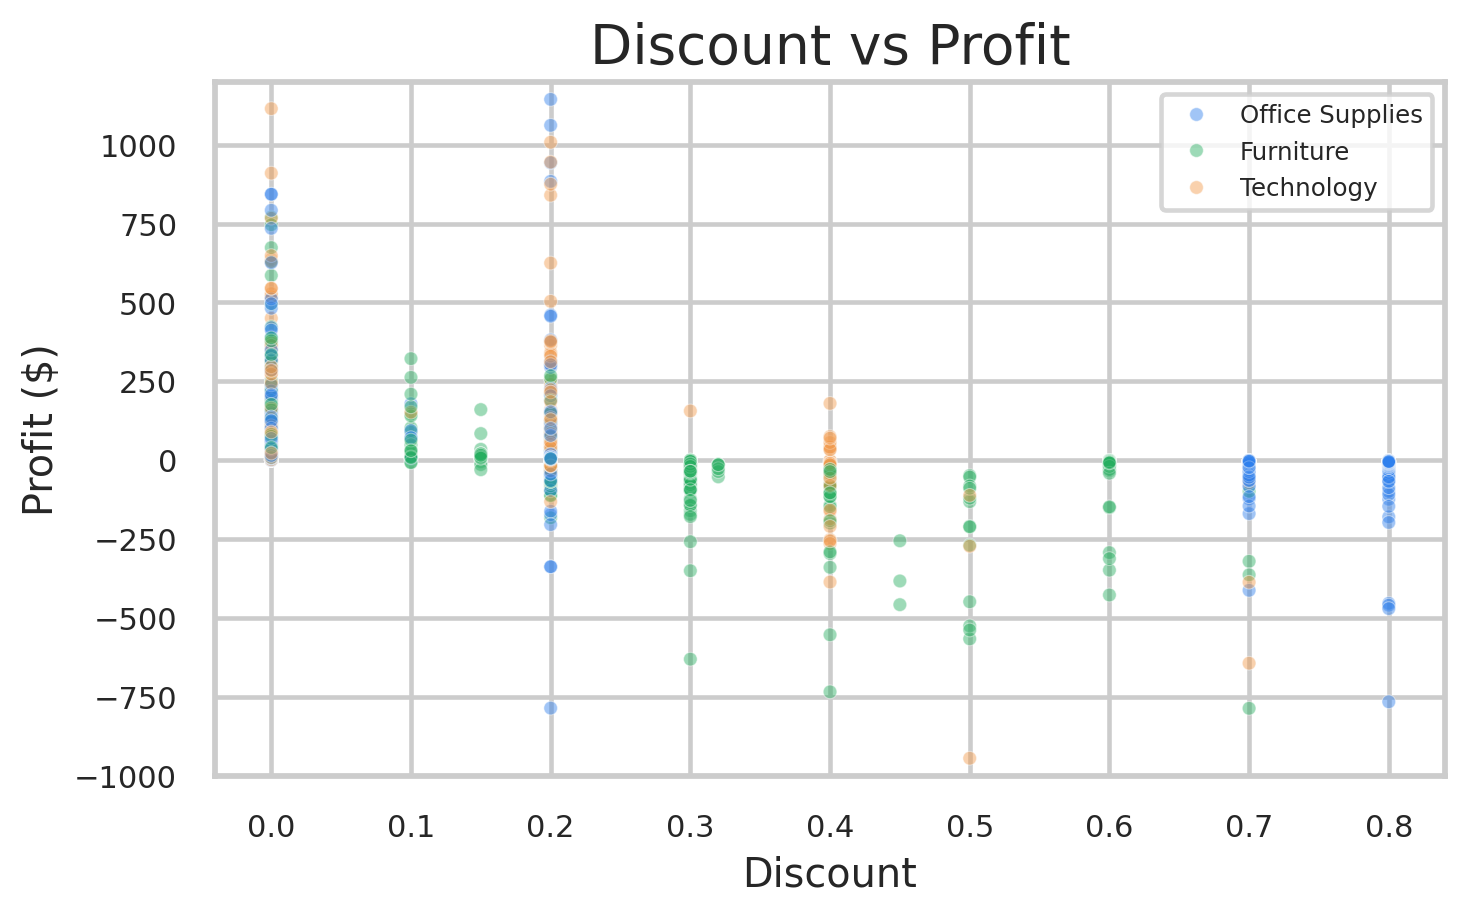 Discount vs Profit
Office Supplies
Furniture
Technology
Profit ($)
1000
750
500
250
0
−250
−500
−750
−1000
0.0 0.1 0.2 0.3 0.4 0.5 0.6 0.7 0.8
Discount